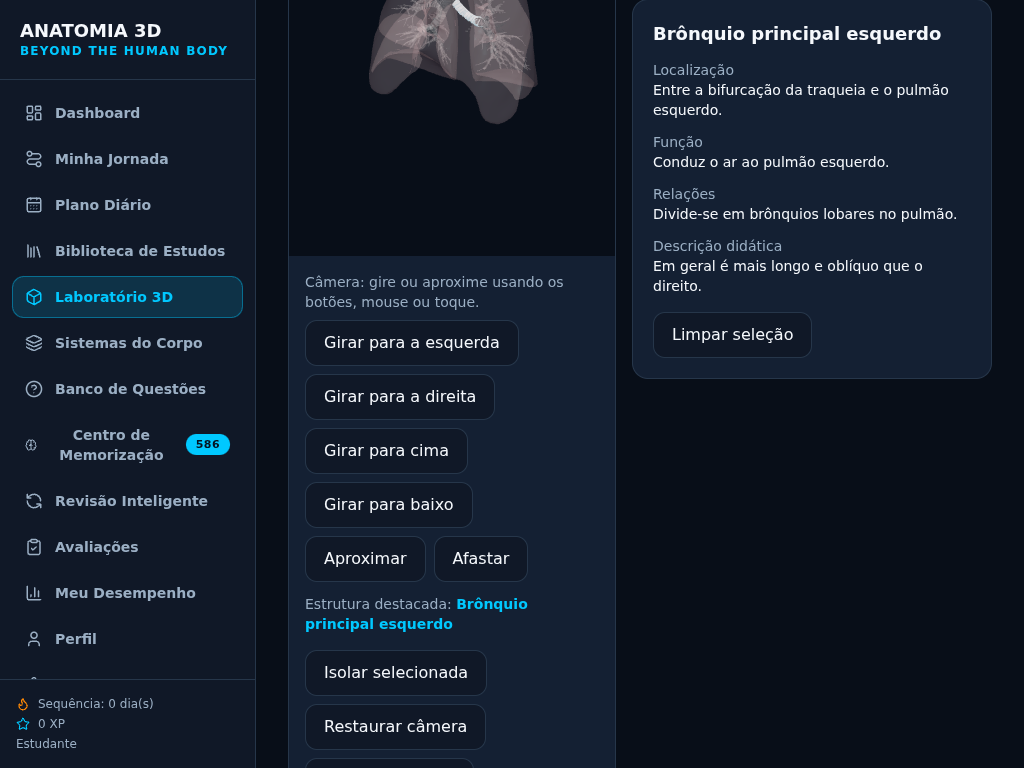 ANATOMIA 3D
BEYOND THE HUMAN BODY
Dashboard
Minha Jornada
Plano Diário
Biblioteca de Estudos
Laboratório 3D
Sistemas do Corpo
Banco de Questões
Centro de
Memorização
586
Revisão Inteligente
Avaliações
Meu Desempenho
Perfil
Sequência: 0 dia(s)
0 XP
Estudante
Câmera: gire ou aproxime usando os
botões, mouse ou toque.
Girar para a esquerda
Girar para a direita
Girar para cima
Girar para baixo
Aproximar
Afastar
Estrutura destacada: Brônquio
principal esquerdo
Isolar selecionada
Restaurar câmera
Brônquio principal esquerdo
Localização
Entre a bifurcação da traqueia e o pulmão
esquerdo.
Função
Conduz o ar ao pulmão esquerdo.
Relações
Divide-se em brônquios lobares no pulmão.
Descrição didática
Em geral é mais longo e oblíquo que o
direito.
Limpar seleção